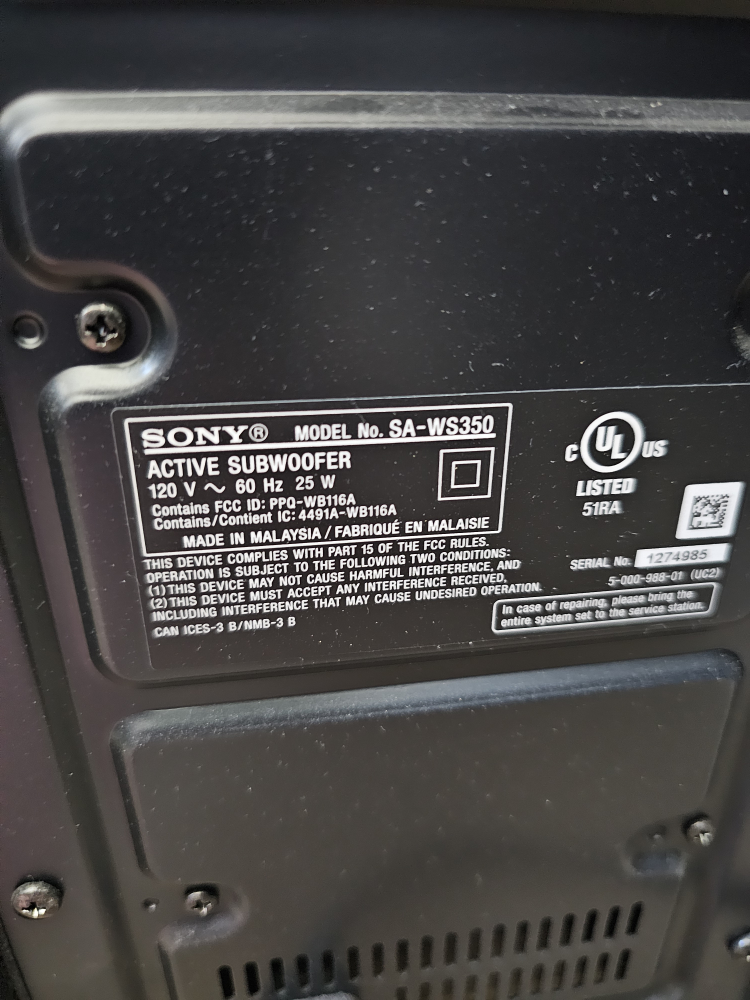 SONY® MODEL No. SA-WS350
ACTIVE SUBWOOFER
120 V ~ 60 Hz 25 W
Contains FCC ID: PPQ-WB116A
Contains/Contient IC: 4491A-WB116A
MADE IN MALAYSIA / FABRIQUÉ EN MALAISIE
THIS DEVICE COMPLIES WITH PART 15 OF THE FCC RULES.
OPERATION IS SUBJECT TO THE FOLLOWING TWO CONDITIONS:
(1) THIS DEVICE MAY NOT CAUSE HARMFUL INTERFERENCE, AND
(2) THIS DEVICE MUST ACCEPT ANY INTERFERENCE RECEIVED,
INCLUDING INTERFERENCE THAT MAY CAUSE UNDESIRED OPERATION.
CAN ICES-3 B/NMB-3 B
C UL US
LISTED
51RA
SERIAL No. 1274985
5-000-988-01 (UC2)
In case of repairing, please bring the
entire system set to the service station.